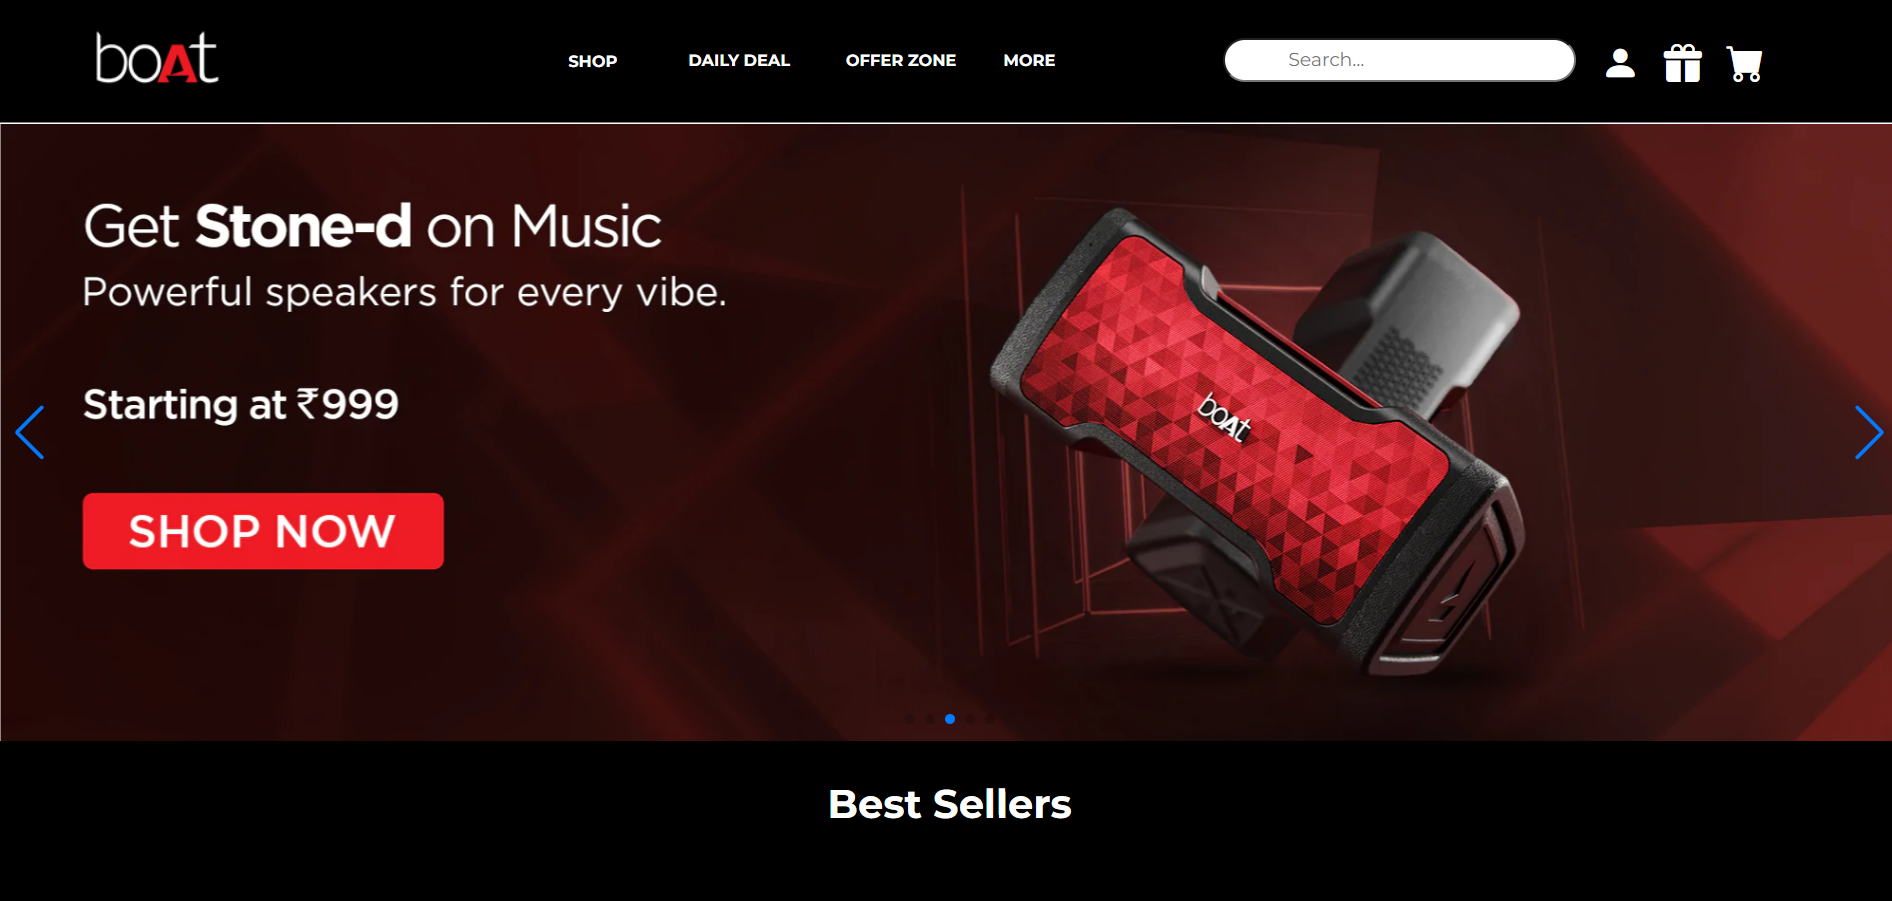 boAt
SHOP DAILY DEAL OFFER ZONE MORE Search...
Get Stone-d on Music
Powerful speakers for every vibe.
Starting at ₹999
SHOP NOW
boAt
Best Sellers